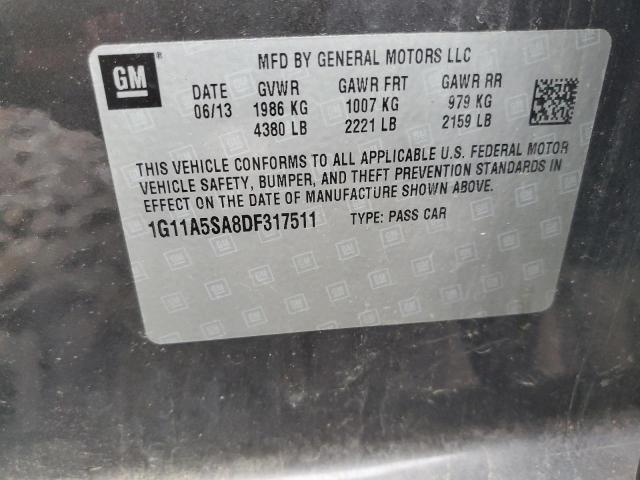 GM
MFD BY GENERAL MOTORS LLC
DATE GVWR GAWR FRT GAWR RR
06/13 1986 KG 1007 KG 979 KG
4380 LB 2221 LB 2159 LB
THIS VEHICLE CONFORMS TO ALL APPLICABLE U.S. FEDERAL MOTOR
VEHICLE SAFETY, BUMPER, AND THEFT PREVENTION STANDARDS IN
EFFECT ON THE DATE OF MANUFACTURE SHOWN ABOVE.
1G11A5SA8DF317511 TYPE: PASS CAR